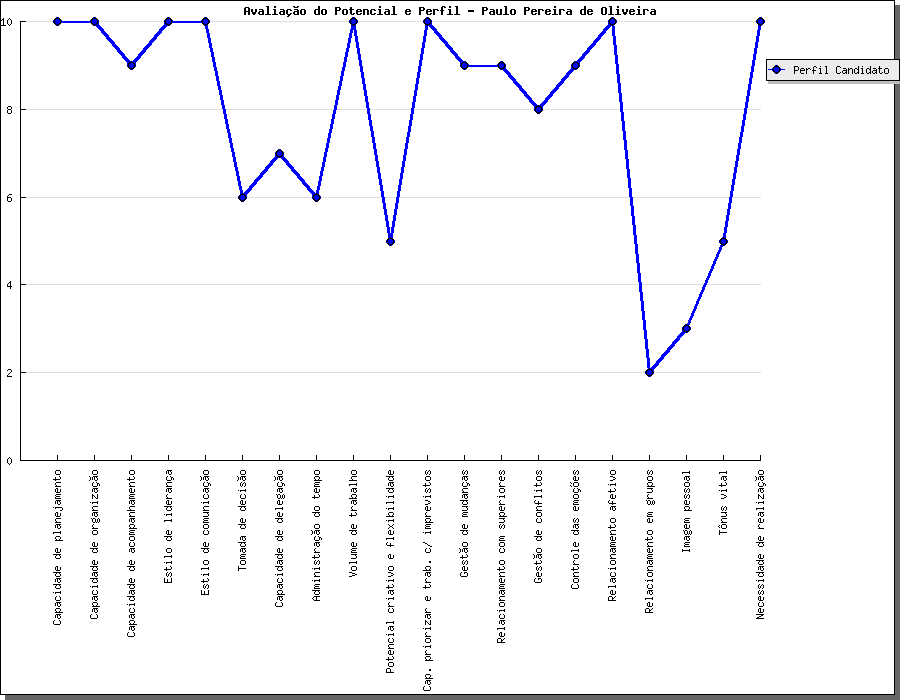 Avaliação do Potencial e Perfil - Paulo Pereira de Oliveira
10
8
6
4
2
0
Perfil Candidato
Capacidade de planejamento
Capacidade de organização
Capacidade de acompanhamento
Estilo de liderança
Estilo de comunicação
Tomada de decisão
Capacidade de delegação
Administração do tempo
Volume de trabalho
Potencial criativo e flexibilidade
Cap. priorizar e trab. c/ imprevistos
Gestão de mudanças
Relacionamento com superiores
Gestão de conflitos
Controle das emoções
Relacionamento afetivo
Relacionamento em grupos
Imagem pessoal
Tônus vital
Necessidade de realização